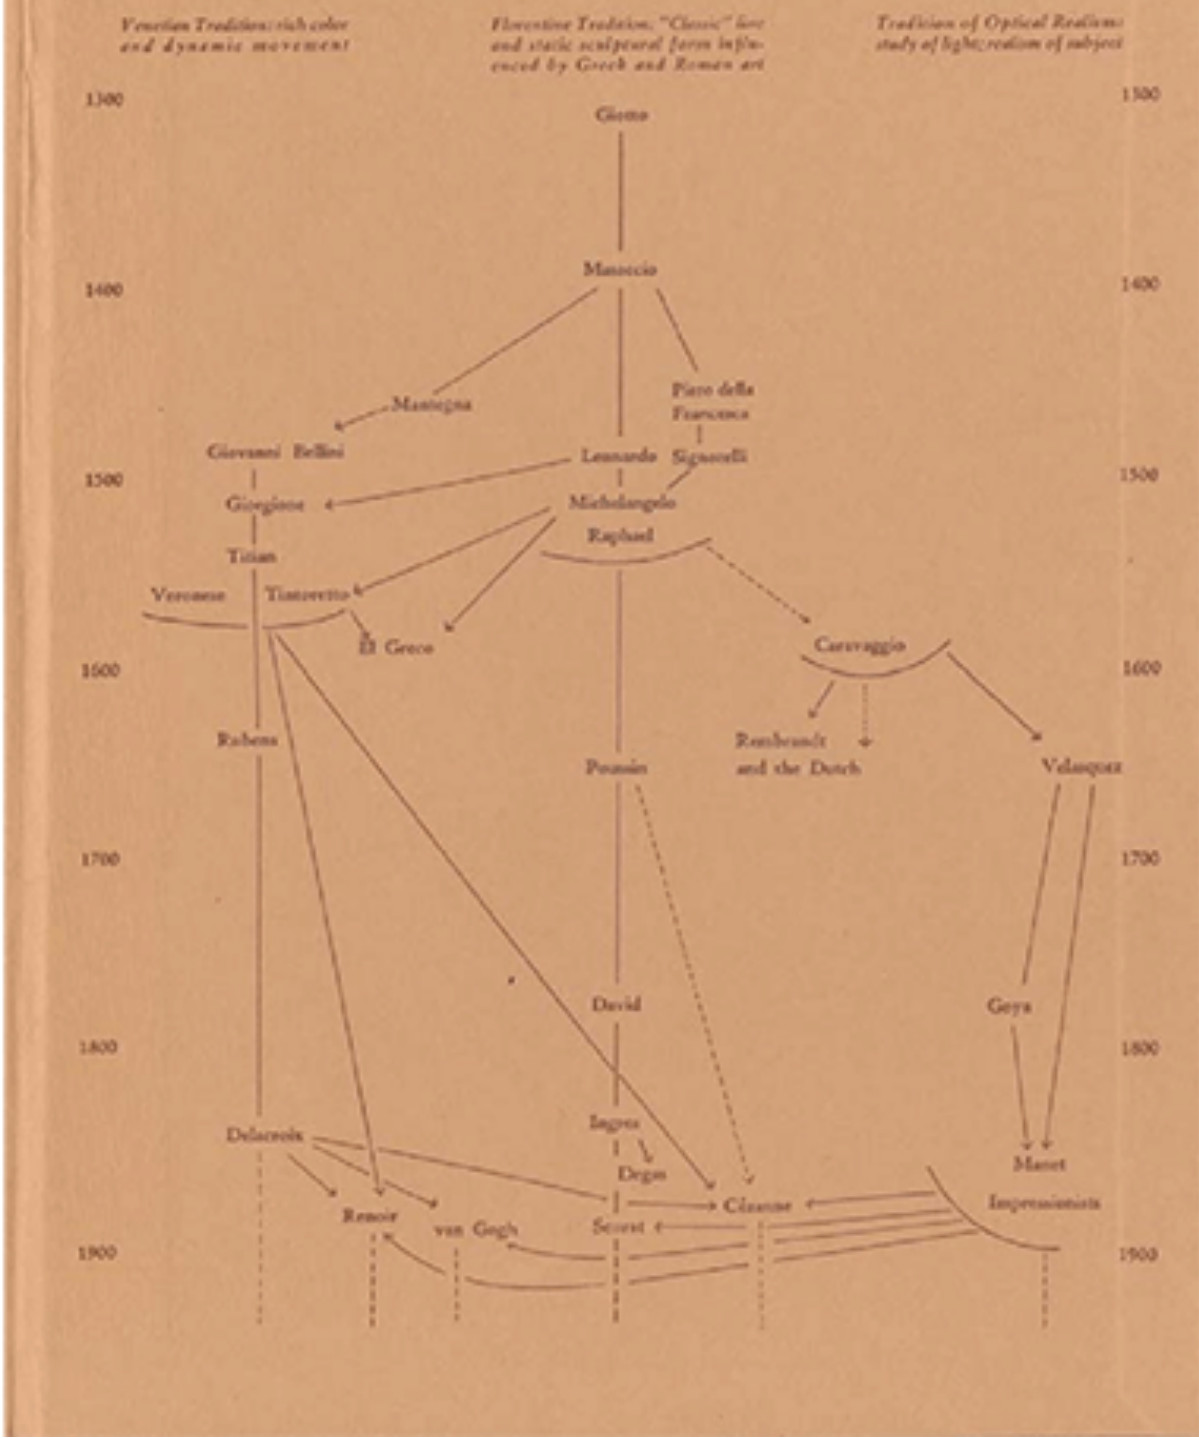 Venetian Tradition: rich color
and dynamic movement
Florentine Tradition: "Classic" line
and static sculptural form influ-
enced by Greek and Roman art
Tradition of Optical Realism:
study of light; realism of subject
1300
1300
Giotto
Masaccio
1400
1400
Piero della
Francesca
Mantegna
Giovanni Bellini
Leonardo
Signorelli
1500
1500
Giorgione
Michelangelo
Raphael
Titian
Veronese
Tintoretto
El Greco
Caravaggio
1600
1600
Rubens
Rembrandt
and the Dutch
Poussin
Velasquez
1700
1700
David
Goya
1800
1800
Delacroix
Ingres
Degas
Manet
Impressionists
Renoir
van Gogh
Seurat
Cézanne
1900
1900